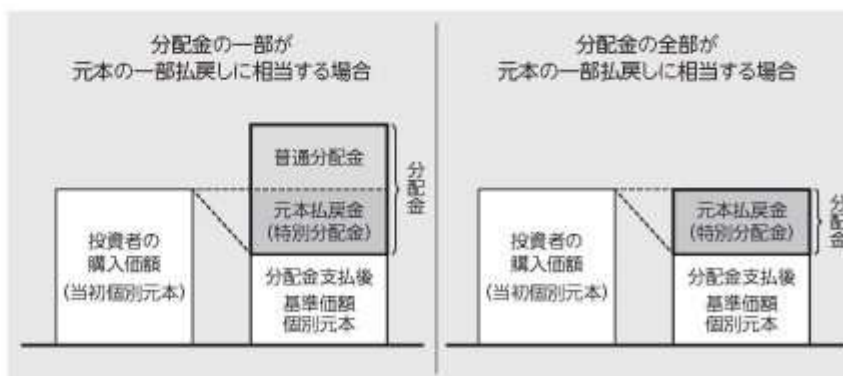 分配金の一部が
元本の一部払戻しに相当する場合
普通分配金
元本払戻金
(特別分配金)
分配金
投資者の
購入価額
(当初個別元本)
分配金支払後
基準価額
個別元本
分配金の全部が
元本の一部払戻しに相当する場合
元本払戻金
(特別分配金)
分配金
投資者の
購入価額
(当初個別元本)
分配金支払後
基準価額
個別元本